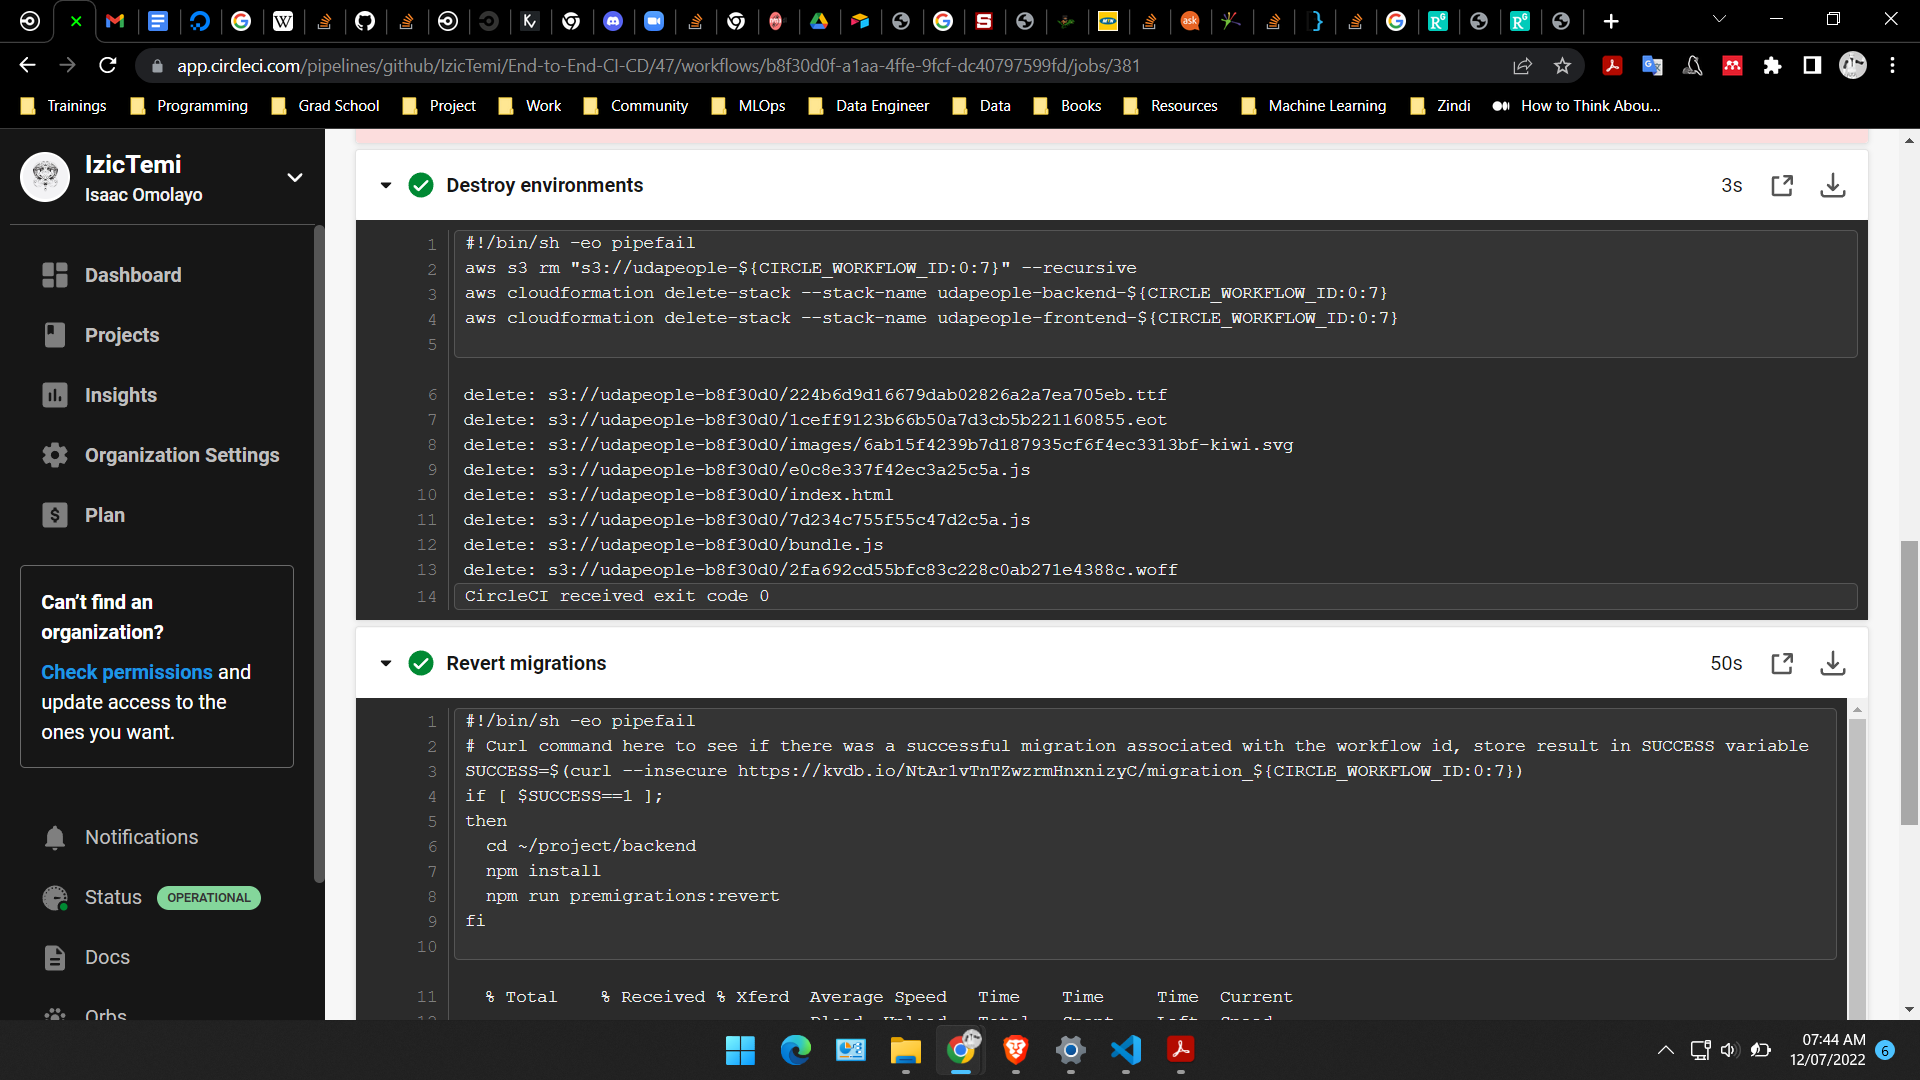 app.circleci.com/pipelines/github/IzicTemi/End-to-End-CI-CD/47/workflows/b8f30d0f-a1aa-4ffe-9fcf-dc40797599fd/jobs/381
Trainings Programming Grad School Project Work Community MLOps Data Engineer Data Books Resources Machine Learning Zindi How to Think Abou...
IzicTemi
Isaac Omolayo
Dashboard
Projects
Insights
Organization Settings
Plan
Can't find an
organization?
Check permissions and
update access to the
ones you want.
Notifications
Status OPERATIONAL
Docs
Orbs
Destroy environments 3s
1 #!/bin/sh -eo pipefail
2 aws s3 rm "s3://udapeople-${CIRCLE_WORKFLOW_ID:0:7}" --recursive
3 aws cloudformation delete-stack --stack-name udapeople-backend-${CIRCLE_WORKFLOW_ID:0:7}
4 aws cloudformation delete-stack --stack-name udapeople-frontend-${CIRCLE_WORKFLOW_ID:0:7}
5
6 delete: s3://udapeople-b8f30d0/224b6d9d16679dab02826a2a7ea705eb.ttf
7 delete: s3://udapeople-b8f30d0/1ceff9123b66b50a7d3cb5b221160855.eot
8 delete: s3://udapeople-b8f30d0/images/6ab15f4239b7d187935cf6f4ec3313bf-kiwi.svg
9 delete: s3://udapeople-b8f30d0/e0c8e337f42ec3a25c5a.js
10 delete: s3://udapeople-b8f30d0/index.html
11 delete: s3://udapeople-b8f30d0/7d234c755f55c47d2c5a.js
12 delete: s3://udapeople-b8f30d0/bundle.js
13 delete: s3://udapeople-b8f30d0/2fa692cd55bfc83c228c0ab271e4388c.woff
14 CircleCI received exit code 0
Revert migrations 50s
1 #!/bin/sh -eo pipefail
2 # Curl command here to see if there was a successful migration associated with the workflow id, store result in SUCCESS variable
3 SUCCESS=$(curl --insecure https://kvdb.io/NtAr1vTnTZwzrmHnxnizyC/migration_${CIRCLE_WORKFLOW_ID:0:7})
4 if [ $SUCCESS==1 ];
5 then
6 cd ~/project/backend
7 npm install
8 npm run premigrations:revert
9 fi
10
11 % Total % Received % Xferd Average Speed Time Time Time Current
12 Dload Upload Total Spent Left Speed
07:44 AM
12/07/2022 6